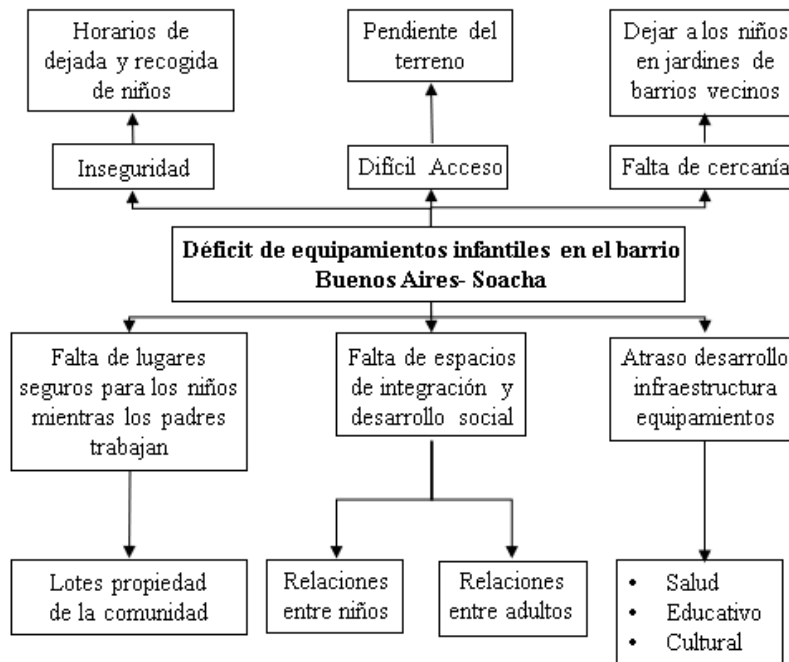 Horarios de
dejada y recogida
de niños
Pendiente del
terreno
Dejar a los niños
en jardines de
barrios vecinos
Inseguridad
Difícil Acceso
Falta de cercanía
Déficit de equipamientos infantiles en el barrio
Buenos Aires- Soacha
Falta de lugares
seguros para los niños
mientras los padres
trabajan
Falta de espacios
de integración y
desarrollo social
Atraso desarrollo
infraestructura
equipamientos
Lotes propiedad
de la comunidad
Relaciones
entre niños
Relaciones
entre adultos
• Salud
• Educativo
• Cultural